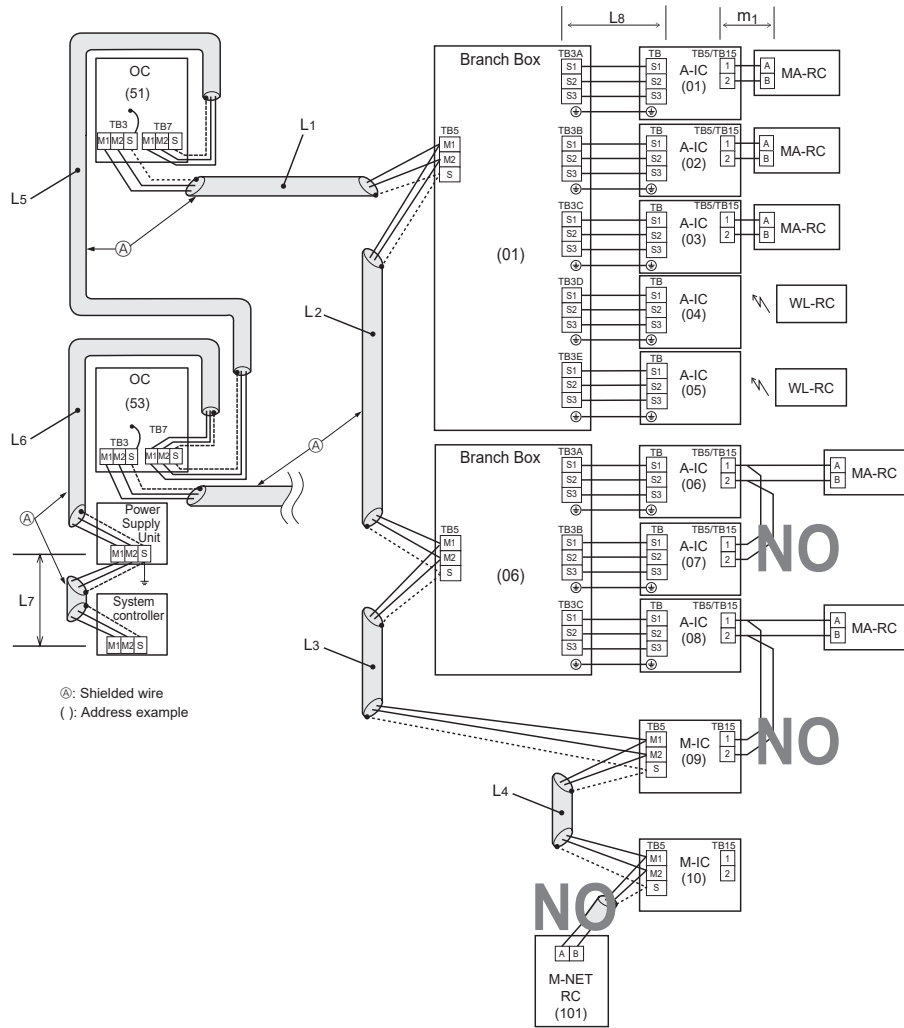 L8
m1
L1
L5
OC
(51)
TB3 TB7
M1 M2 S M1 M2 S
Ⓐ
Branch Box
(01)
TB5
M1
M2
S
TB3A
S1
S2
S3
TB
S1
S2
S3
A-IC
(01)
TB5/TB15
1
2
A
B
MA-RC
TB3B
S1
S2
S3
TB
S1
S2
S3
A-IC
(02)
TB5/TB15
1
2
A
B
MA-RC
TB3C
S1
S2
S3
TB
S1
S2
S3
A-IC
(03)
TB5/TB15
1
2
A
B
MA-RC
TB3D
S1
S2
S3
TB
S1
S2
S3
A-IC
(04)
WL-RC
TB3E
S1
S2
S3
TB
S1
S2
S3
A-IC
(05)
WL-RC
L2
L6
OC
(53)
TB3 TB7
M1 M2 S M1 M2 S
Ⓐ
Ⓐ
Power
Supply
Unit
M1 M2 S
L7
System
controller
M1 M2 S
Branch Box
(06)
TB5
M1
M2
S
TB3A
S1
S2
S3
TB
S1
S2
S3
A-IC
(06)
TB5/TB15
1
2
A
B
MA-RC
TB3B
S1
S2
S3
TB
S1
S2
S3
A-IC
(07)
TB5/TB15
1
2
NO
TB3C
S1
S2
S3
TB
S1
S2
S3
A-IC
(08)
TB5/TB15
1
2
A
B
MA-RC
L3
Ⓐ: Shielded wire
( ): Address example
TB5
M1
M2
S
M-IC
(09)
TB15
1
2
NO
L4
TB5
M1
M2
S
M-IC
(10)
TB15
1
2
NO
A B
M-NET
RC
(101)